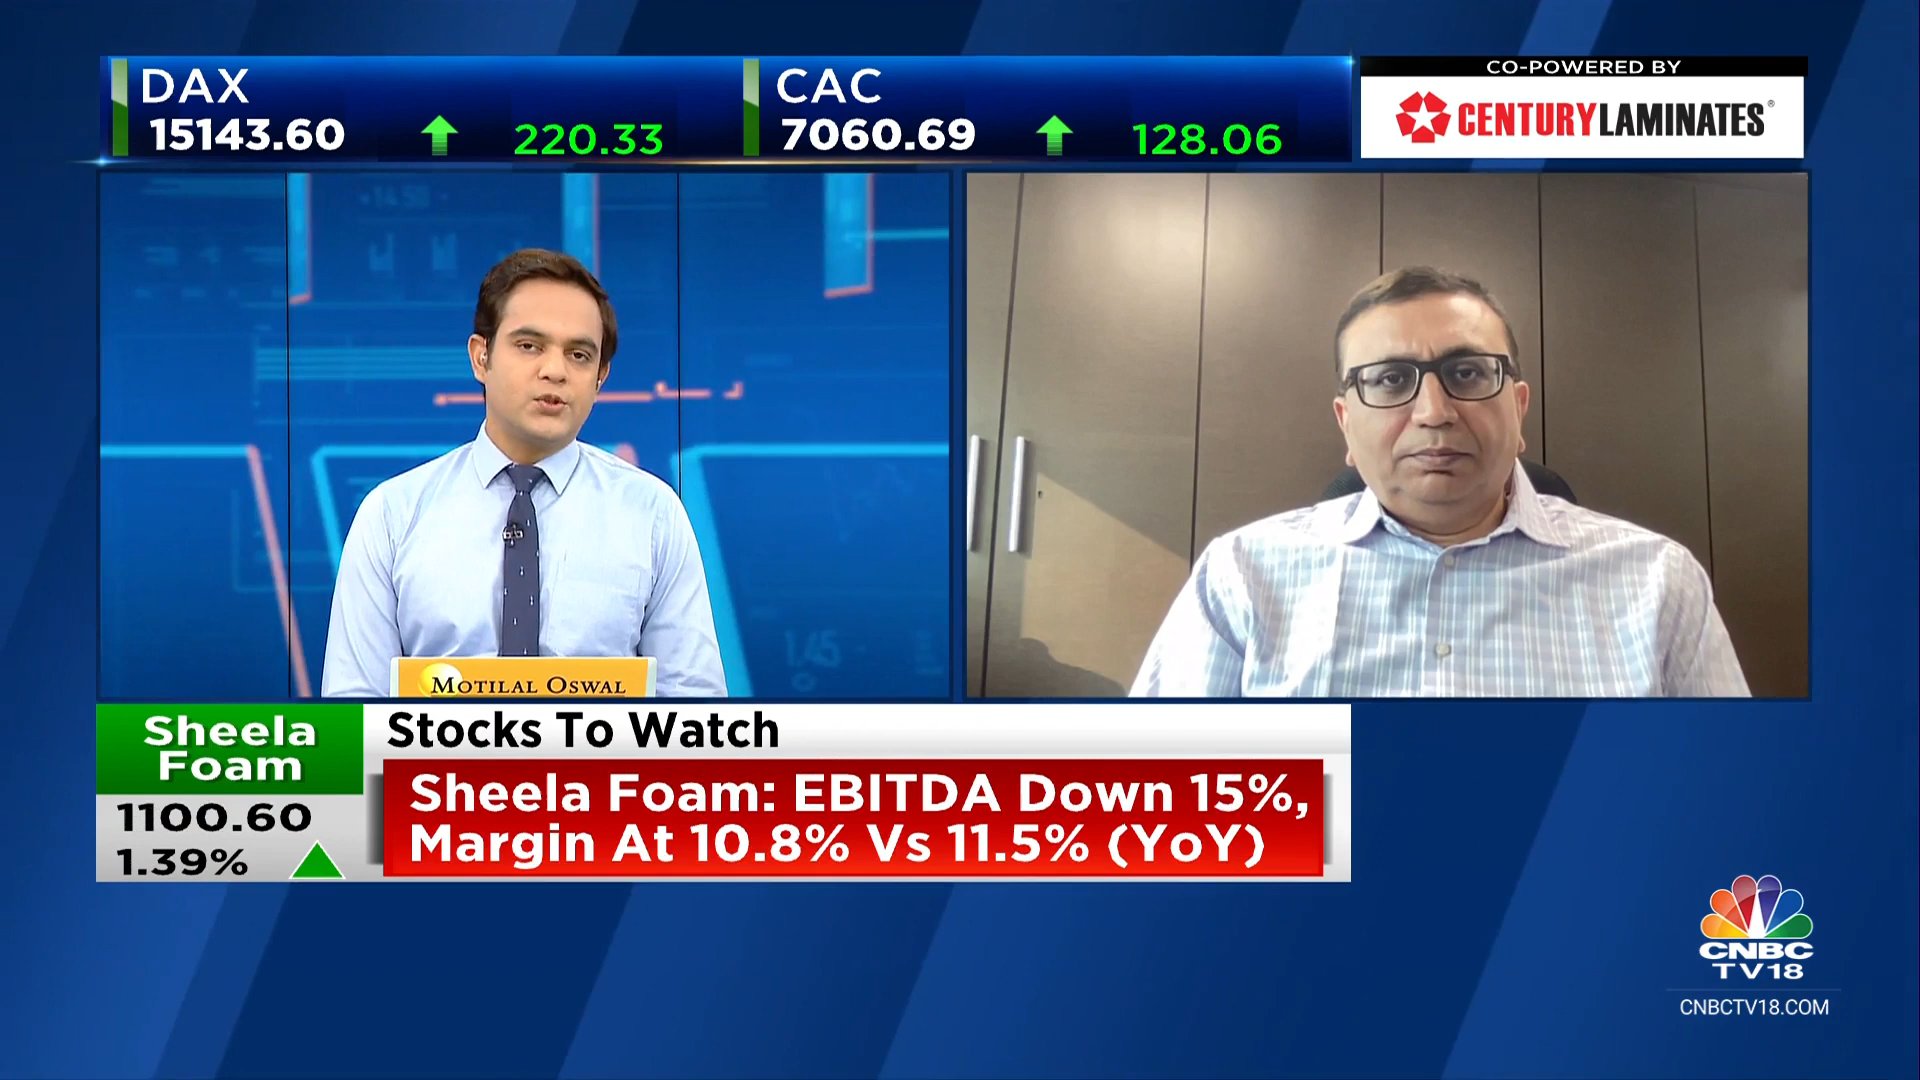 DAX
15143.60 220.33
CAC
7060.69 128.06
CO-POWERED BY
CENTURYLAMINATES®
MOTILAL OSWAL
Sheela
Foam
1100.60
1.39%
Stocks To Watch
Sheela Foam: EBITDA Down 15%,
Margin At 10.8% Vs 11.5% (YoY)
CNBC
TV18
CNBCTV18.COM
1.45